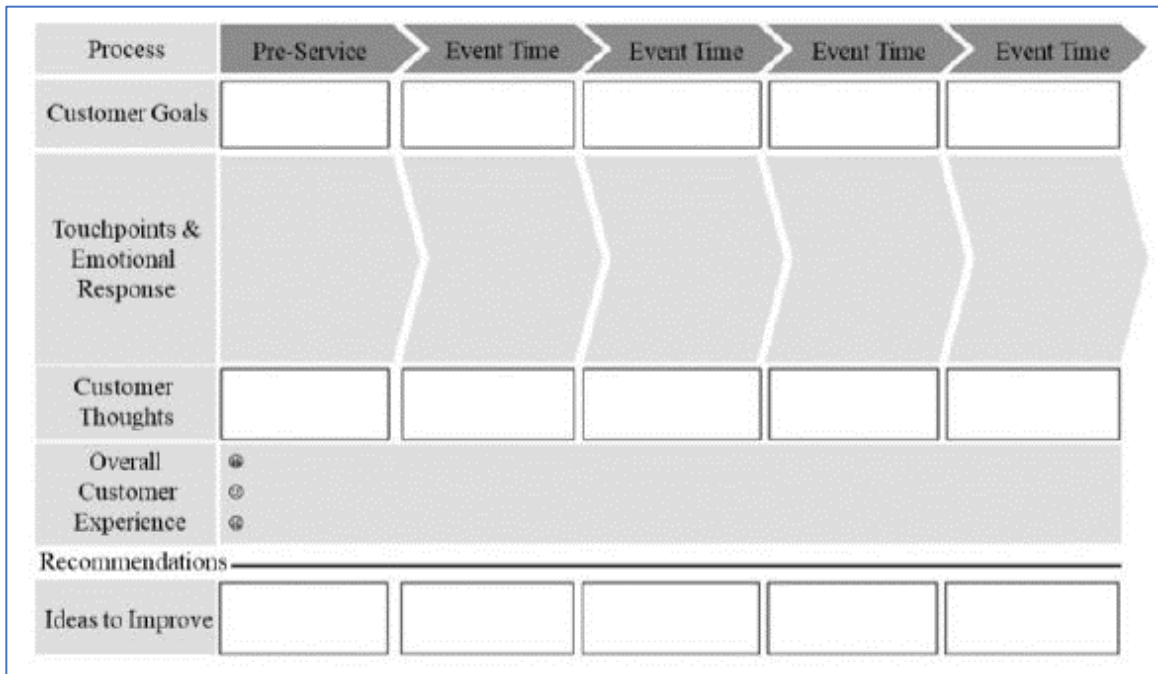 Process
Pre-Service
Event Time
Event Time
Event Time
Event Time
Customer Goals
Touchpoints &
Emotional
Response
Customer
Thoughts
Overall
Customer
Experience
Recommendations
Ideas to Improve